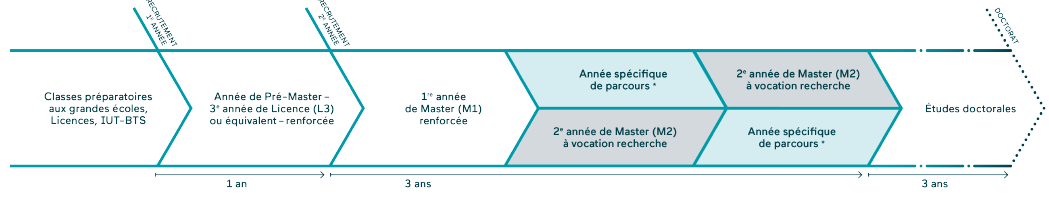 RECRUTEMENT
1ᵉ ANNÉE
RECRUTEMENT
2ᵉ ANNÉE
DOCTORAT
Classes préparatoires
aux grandes écoles,
Licences, IUT-BTS
Année de Pré-Master –
3ᵉ année de Licence (L3)
ou équivalent – renforcée
1ʳᵉ année
de Master (M1)
renforcée
Année spécifique
de parcours *
2ᵉ année de Master (M2)
à vocation recherche
2ᵉ année de Master (M2)
à vocation recherche
Année spécifique
de parcours *
Études doctorales
1 an
3 ans
3 ans